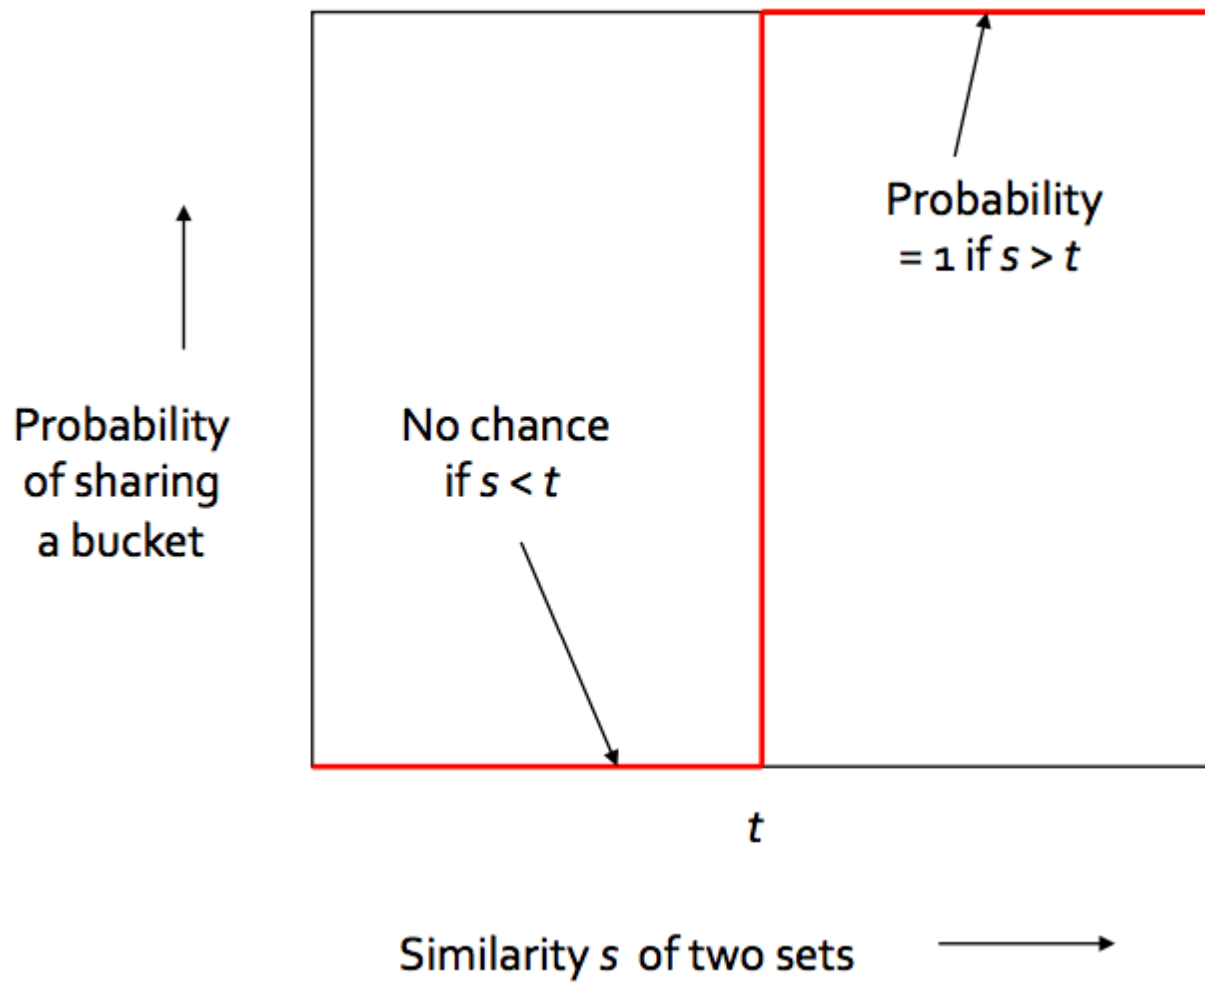 Probability
= 1 if s > t
Probability
of sharing
a bucket
No chance
if s < t
t
Similarity s of two sets